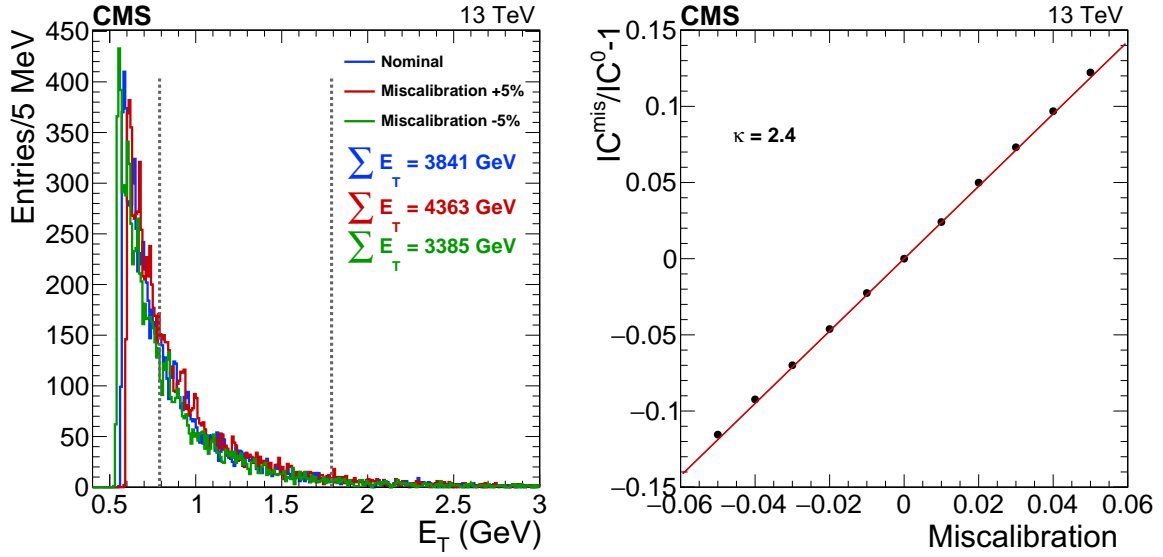 CMS 13 TeV
Entries/5 MeV
450
400
350
300
250
200
150
100
50
0
Nominal
Miscalibration +5%
Miscalibration -5%
∑ E_T = 3841 GeV
∑ E_T = 4363 GeV
∑ E_T = 3385 GeV
0.5 1 1.5 2 2.5 3
E_T (GeV)
CMS 13 TeV
IC^mis/IC^0-1
0.15
0.1
0.05
0
−0.05
−0.1
−0.15
κ = 2.4
−0.06 −0.04 −0.02 0 0.02 0.04 0.06
Miscalibration